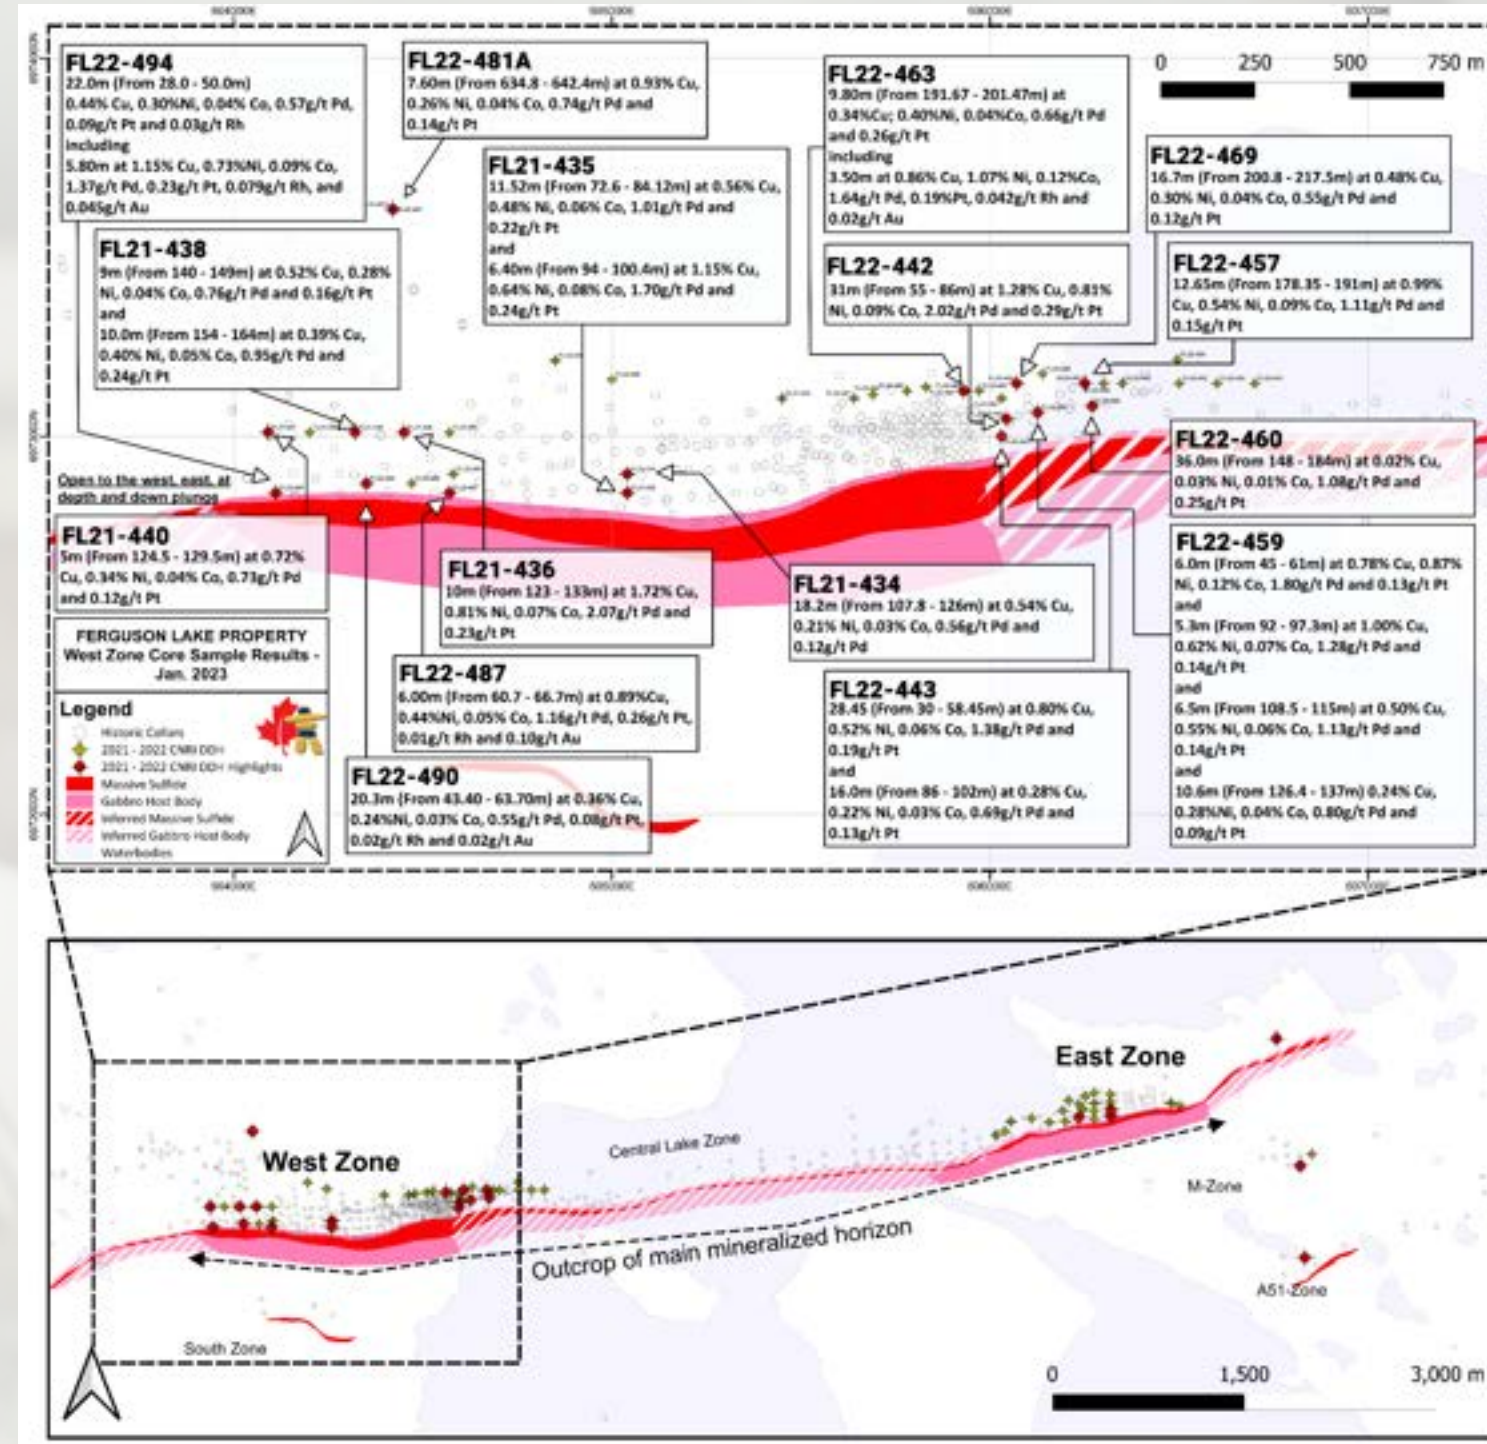 FL22-494
22.0m (From 28.0 - 50.0m)
0.44% Cu, 0.30%Ni, 0.04% Co, 0.57g/t Pd,
0.09g/t Pt and 0.03g/t Rh
including
5.80m at 1.15% Cu, 0.73%Ni, 0.09% Co,
1.37g/t Pd, 0.23g/t Pt, 0.079g/t Rh, and
0.045g/t Au
FL22-481A
7.60m (From 634.8 - 642.4m) at 0.93% Cu,
0.26% Ni, 0.04% Co, 0.74g/t Pd and
0.14g/t Pt
FL21-435
11.52m (From 72.6 - 84.12m) at 0.56% Cu,
0.48% Ni, 0.06% Co, 1.01g/t Pd and
0.22g/t Pt
and
6.40m (From 94 - 100.4m) at 1.15% Cu,
0.64% Ni, 0.08% Co, 1.70g/t Pd and
0.24g/t Pt
FL22-463
9.80m (From 191.67 - 201.47m) at
0.34%Cu; 0.40%Ni, 0.04%Co, 0.66g/t Pd
and 0.26g/t Pt
including
3.50m at 0.86% Cu, 1.07% Ni, 0.12%Co,
1.64g/t Pd, 0.19%Pt, 0.042g/t Rh and
0.02g/t Au
0 250 500 750 m
FL22-469
16.7m (From 200.8 - 217.5m) at 0.48% Cu,
0.30% Ni, 0.04% Co, 0.55g/t Pd and
0.12g/t Pt
FL21-438
9m (From 140 - 149m) at 0.52% Cu, 0.28%
Ni, 0.04% Co, 0.76g/t Pd and 0.16g/t Pt
and
10.0m (From 154 - 164m) at 0.39% Cu,
0.40% Ni, 0.05% Co, 0.95g/t Pd and
0.24g/t Pt
FL22-442
31m (From 55 - 86m) at 1.28% Cu, 0.81%
Ni, 0.09% Co, 2.02g/t Pd and 0.29g/t Pt
FL22-457
12.65m (From 178.35 - 191m) at 0.99%
Cu, 0.54% Ni, 0.09% Co, 1.11g/t Pd and
0.15g/t Pt
Open to the west, east, at
depth and down plunge
FL21-440
5m (From 124.5 - 129.5m) at 0.72%
Cu, 0.34% Ni, 0.04% Co, 0.73g/t Pd
and 0.12g/t Pt
FL21-436
10m (From 123 - 133m) at 1.72% Cu,
0.81% Ni, 0.07% Co, 2.07g/t Pd and
0.23g/t Pt
FL21-434
18.2m (From 107.8 - 126m) at 0.54% Cu,
0.21% Ni, 0.03% Co, 0.56g/t Pd and
0.12g/t Pd
FL22-460
36.0m (From 148 - 184m) at 0.02% Cu,
0.03% Ni, 0.01% Co, 1.08g/t Pd and
0.25g/t Pt
FL22-459
6.0m (From 45 - 61m) at 0.78% Cu, 0.87%
Ni, 0.12% Co, 1.80g/t Pd and 0.13g/t Pt
and
5.3m (From 92 - 97.3m) at 1.00% Cu,
0.62% Ni, 0.07% Co, 1.28g/t Pd and
0.14g/t Pt
and
6.5m (From 108.5 - 115m) at 0.50% Cu,
0.55% Ni, 0.06% Co, 1.13g/t Pd and
0.14g/t Pt
and
10.6m (From 126.4 - 137m) 0.24% Cu,
0.28%Ni, 0.04% Co, 0.80g/t Pd and
0.09g/t Pt
FL22-487
6.00m (From 60.7 - 66.7m) at 0.89%Cu,
0.44%Ni, 0.05% Co, 1.16g/t Pd, 0.26g/t Pt,
0.01g/t Rh and 0.10g/t Au
FL22-443
28.45 (From 30 - 58.45m) at 0.80% Cu,
0.52% Ni, 0.06% Co, 1.38g/t Pd and
0.19g/t Pt
and
16.0m (From 86 - 102m) at 0.28% Cu,
0.22% Ni, 0.03% Co, 0.69g/t Pd and
0.13g/t Pt
FL22-490
20.3m (From 43.40 - 63.70m) at 0.36% Cu,
0.24%Ni, 0.03% Co, 0.55g/t Pd, 0.08g/t Pt,
0.02g/t Rh and 0.02g/t Au
FERGUSON LAKE PROPERTY
West Zone Core Sample Results -
Jan. 2023
Legend
Historic Collars
2021 - 2022 CNRI DDH
2021 - 2022 CNRI DDH Highlights
Massive Sulfide
Gabbro Host Body
Inferred Massive Sulfide
Inferred Gabbro Host Body
Waterbodies
East Zone
Central Lake Zone
West Zone
M-Zone
Outcrop of main mineralized horizon
A51-Zone
South Zone
0 1,500 3,000 m